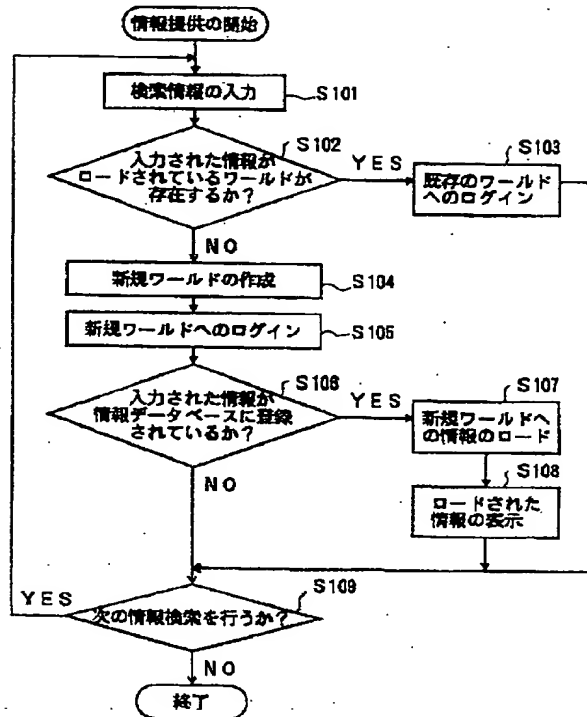 情報提供の開始
検索情報の入力
S101
S102
入力された情報が
ロードされているワールドが
存在するか?
YES
S103
既存のワールド
へのログイン
NO
新規ワールドの作成
S104
新規ワールドへのログイン
S105
S106
入力された情報が
情報データベースに登録
されているか?
YES
S107
新規ワールドへ
の情報のロード
NO
S108
ロードされた
情報の表示
S109
YES
次の情報検索を行うか?
NO
終了